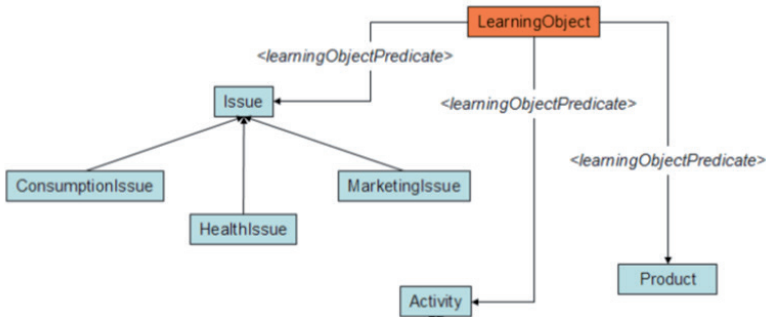 LearningObject
<learningObjectPredicate>
Issue
<learningObjectPredicate>
<learningObjectPredicate>
ConsumptionIssue
MarketingIssue
HealthIssue
Product
Activity